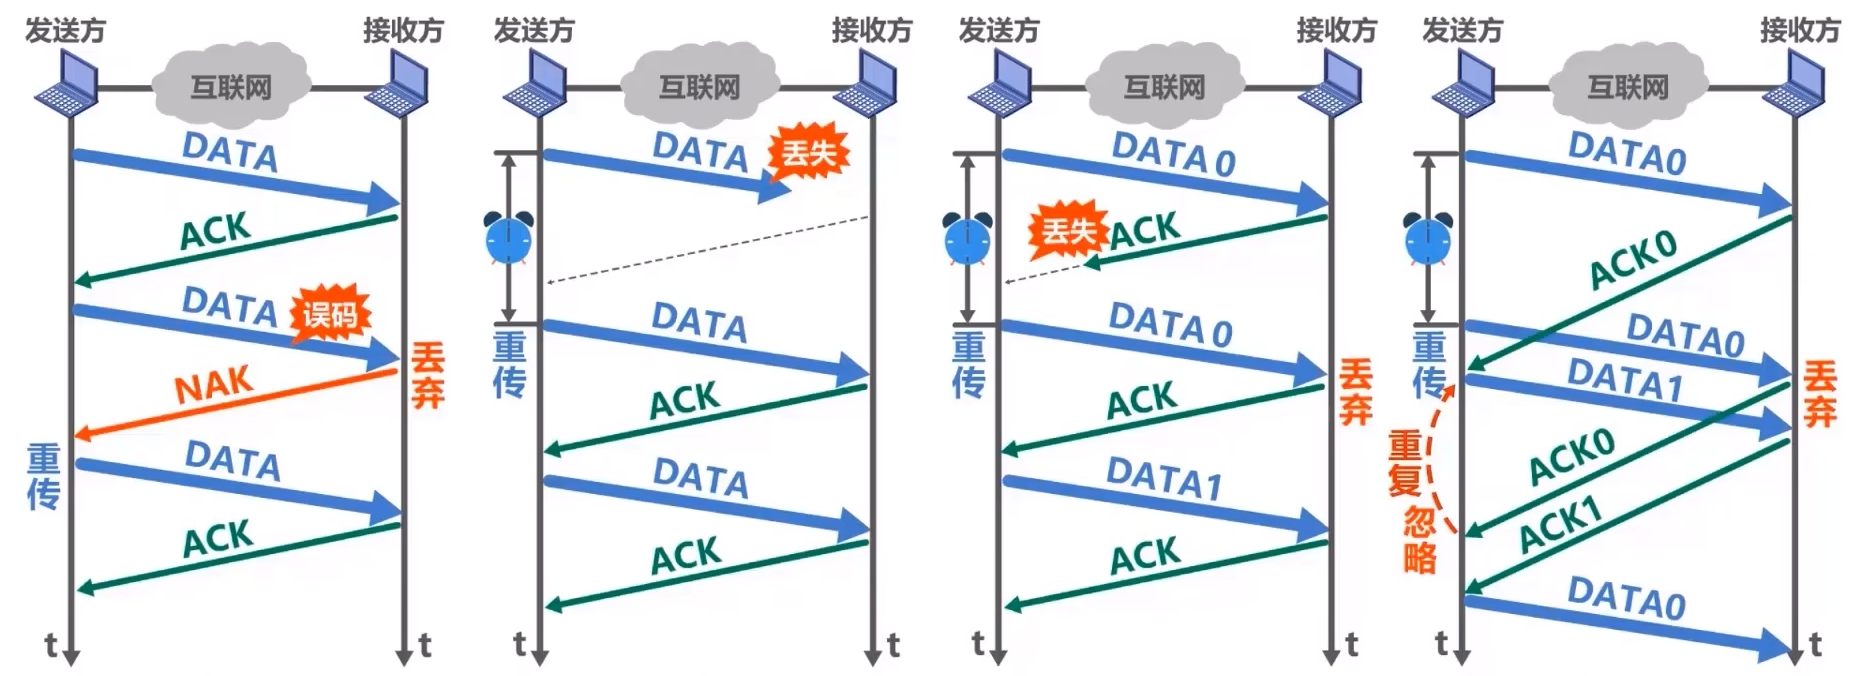 发送方
接收方
互联网
DATA
ACK
DATA
误码
丢弃
NAK
重传
DATA
ACK
t
t
发送方
接收方
互联网
DATA
丢失
重传
DATA
ACK
DATA
ACK
t
t
发送方
接收方
互联网
DATA 0
丢失
ACK
重传
DATA 0
丢弃
ACK
DATA1
ACK
t
t
发送方
接收方
互联网
DATA0
ACK0
重传
DATA0
DATA1
丢弃
重复
忽略
ACK0
ACK1
DATA0
t
t